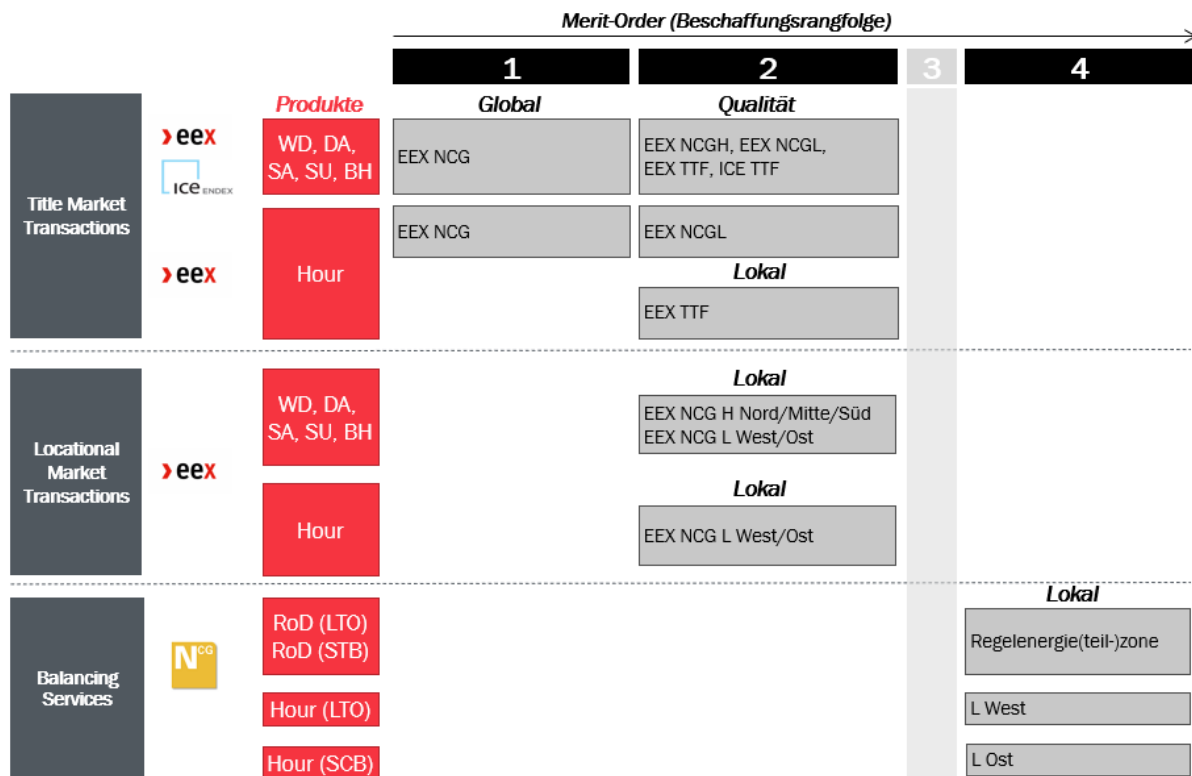 Merit-Order (Beschaffungsrangfolge)
1
2
3
4
Produkte
Global
Qualität
Title Market
Transactions
eex
ICE ENDEX
WD, DA,
SA, SU, BH
EEX NCG
EEX NCGH, EEX NCGL,
EEX TTF, ICE TTF
eex
Hour
EEX NCG
EEX NCGL
Lokal
EEX TTF
Locational
Market
Transactions
eex
WD, DA,
SA, SU, BH
Lokal
EEX NCG H Nord/Mitte/Süd
EEX NCG L West/Ost
Hour
Lokal
EEX NCG L West/Ost
Balancing
Services
NCG
RoD (LTO)
RoD (STB)
Lokal
Regelenergie(teil-)zone
Hour (LTO)
L West
Hour (SCB)
L Ost